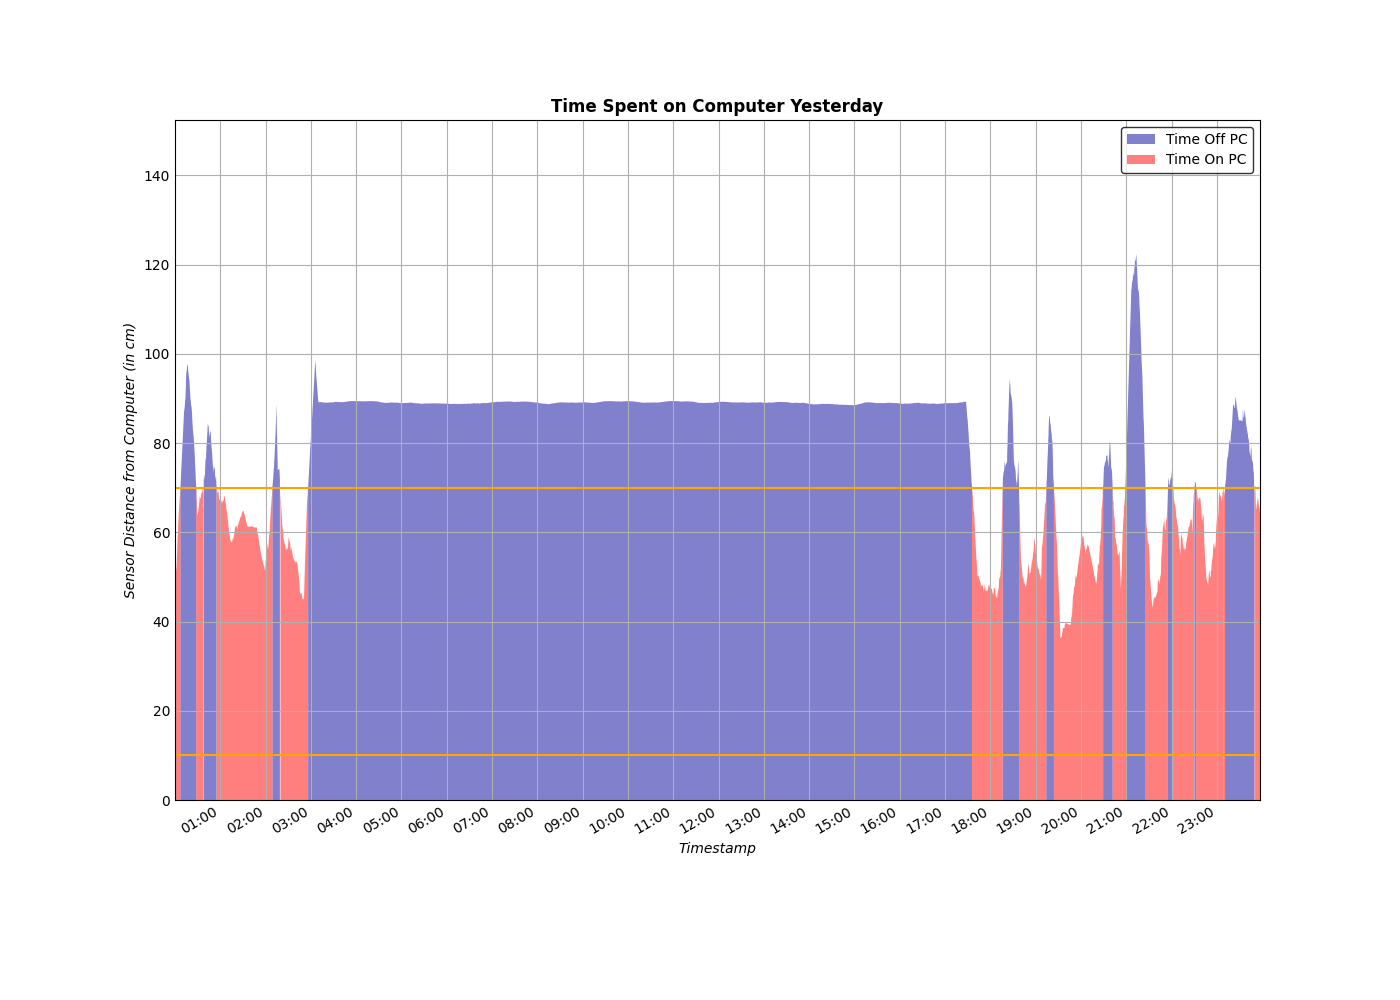 Time Spent on Computer Yesterday
Time Off PC
Time On PC
140
120
100
80
60
40
20
0
Sensor Distance from Computer (in cm)
01:00 02:00 03:00 04:00 05:00 06:00 07:00 08:00 09:00 10:00 11:00 12:00 13:00 14:00 15:00 16:00 17:00 18:00 19:00 20:00 21:00 22:00 23:00
Timestamp